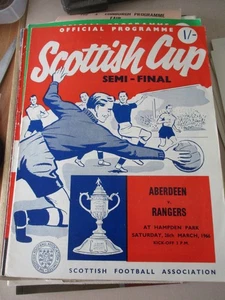 OFFICIAL PROGRAMME
1/-
Scottish Cup
SEMI-FINAL
ABERDEEN
v.
RANGERS
AT HAMPDEN PARK
SATURDAY, 26th MARCH, 1966
KICK-OFF 3 P.M.
SCOTTISH FOOTBALL ASSOCIATION